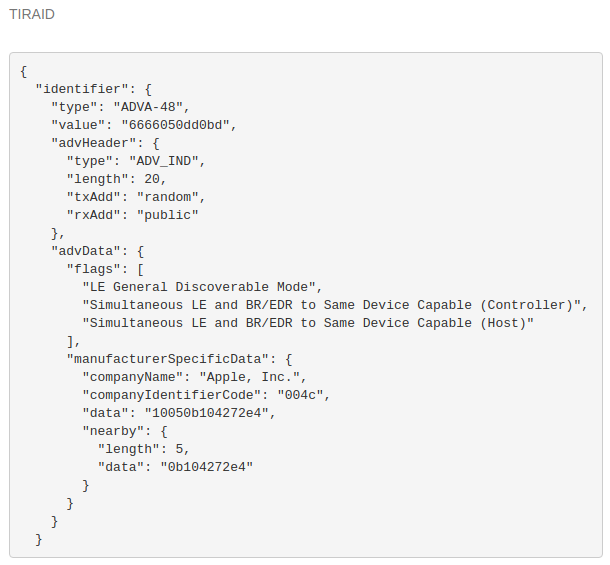 TIRAID
{
  "identifier": {
    "type": "ADVA-48",
    "value": "6666050dd0bd",
    "advHeader": {
      "type": "ADV_IND",
      "length": 20,
      "txAdd": "random",
      "rxAdd": "public"
    },
    "advData": {
      "flags": [
        "LE General Discoverable Mode",
        "Simultaneous LE and BR/EDR to Same Device Capable (Controller)",
        "Simultaneous LE and BR/EDR to Same Device Capable (Host)"
      ],
      "manufacturerSpecificData": {
        "companyName": "Apple, Inc.",
        "companyIdentifierCode": "004c",
        "data": "10050b104272e4",
        "nearby": {
          "length": 5,
          "data": "0b104272e4"
        }
      }
    }
  }